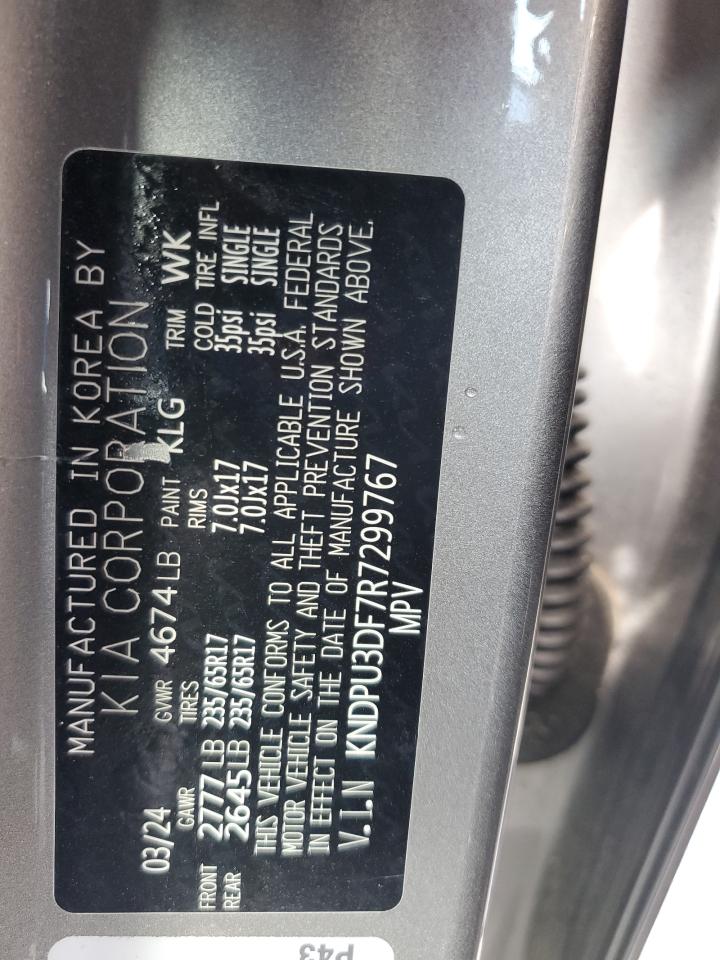 MANUFACTURED IN KOREA BY
KIA CORPORATION
03/24 GVWR 4674LB PAINT KLG TRIM WK
GAWR TIRES RIMS COLD TIRE INFL
FRONT 2777LB 235/65R17 7.0Jx17 35psi SINGLE
REAR 2645LB 235/65R17 7.0Jx17 35psi SINGLE
THIS VEHICLE CONFORMS TO ALL APPLICABLE U.S.A. FEDERAL
MOTOR VEHICLE SAFETY AND THEFT PREVENTION STANDARDS
IN EFFECT ON THE DATE OF MANUFACTURE SHOWN ABOVE.
V.I.N KNDPU3DF7R7299767
MPV
P43